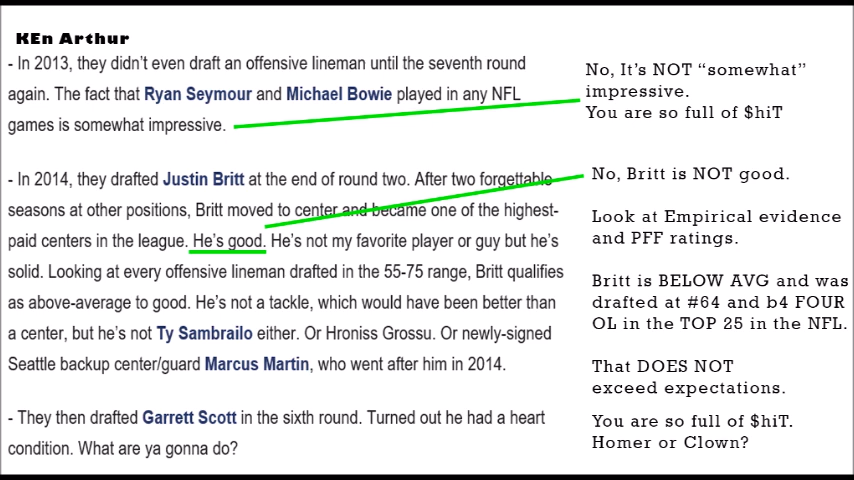 KEn Arthur
- In 2013, they didn't even draft an offensive lineman until the seventh round
again. The fact that Ryan Seymour and Michael Bowie played in any NFL
games is somewhat impressive.
- In 2014, they drafted Justin Britt at the end of round two. After two forgettable
seasons at other positions, Britt moved to center and became one of the highest-
paid centers in the league. He's good. He's not my favorite player or guy but he's
solid. Looking at every offensive lineman drafted in the 55-75 range, Britt qualifies
as above-average to good. He's not a tackle, which would have been better than
a center, but he's not Ty Sambrailo either. Or Hroniss Grossu. Or newly-signed
Seattle backup center/guard Marcus Martin, who went after him in 2014.
- They then drafted Garrett Scott in the sixth round. Turned out he had a heart
condition. What are ya gonna do?
No, It's NOT “somewhat”
impressive.
You are so full of $hiT
No, Britt is NOT good.
Look at Empirical evidence
and PFF ratings.
Britt is BELOW AVG and was
drafted at #64 and b4 FOUR
OL in the TOP 25 in the NFL.
That DOES NOT
exceed expectations.
You are so full of $hiT.
Homer or Clown?